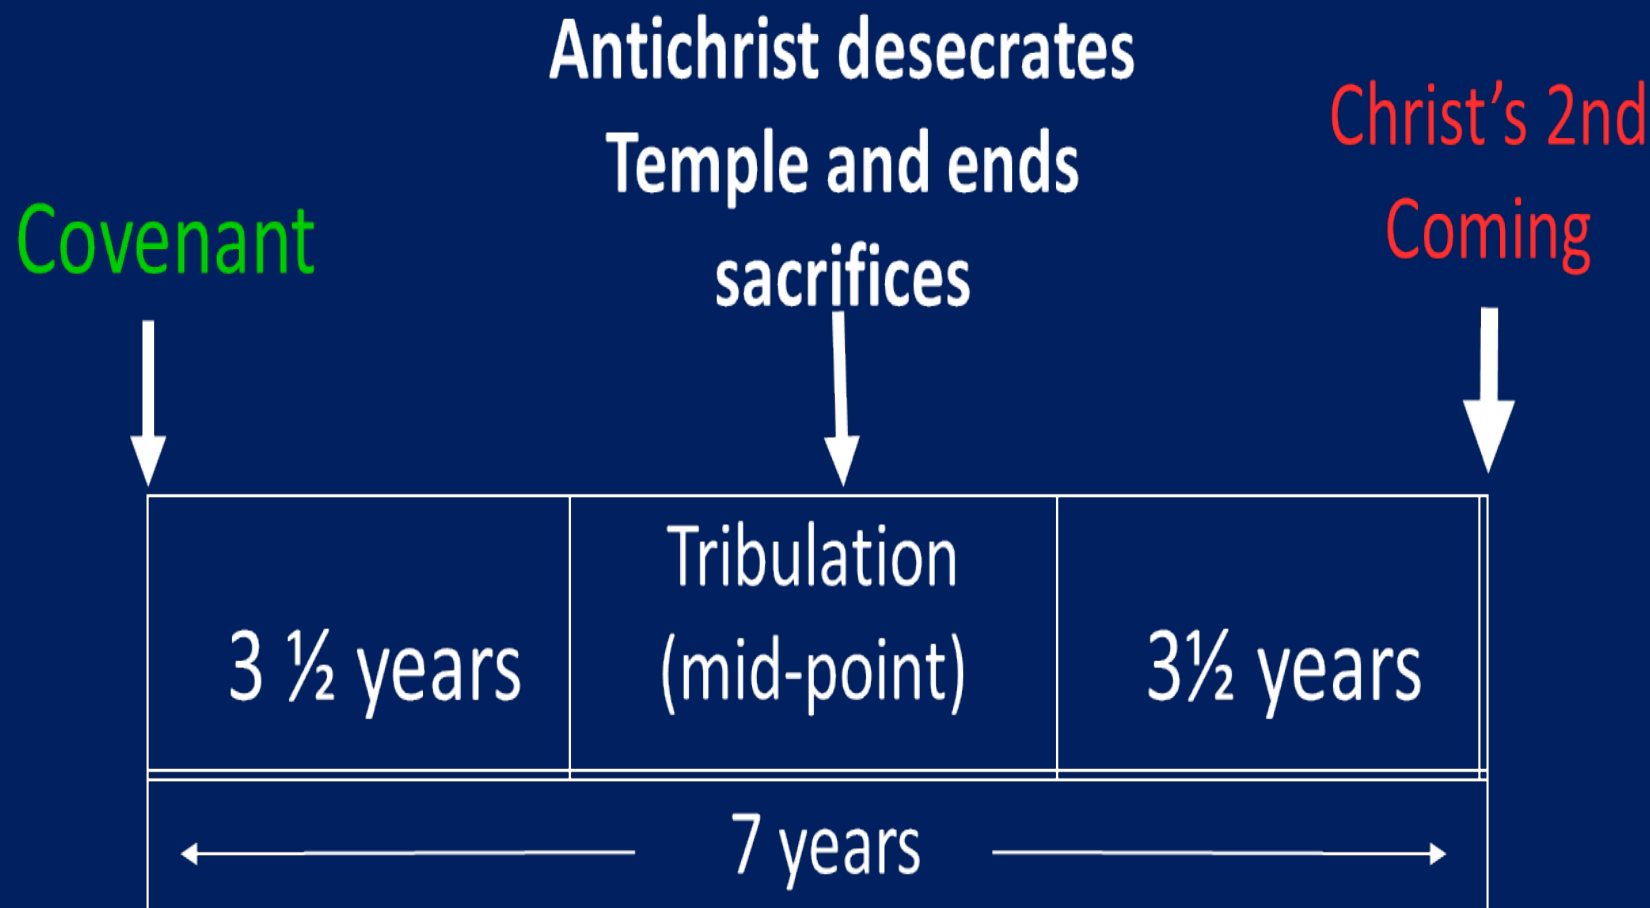 Antichrist desecrates
Temple and ends
sacrifices
Christ’s 2nd
Coming
Covenant
3 ½ years
Tribulation
(mid-point)
3½ years
7 years